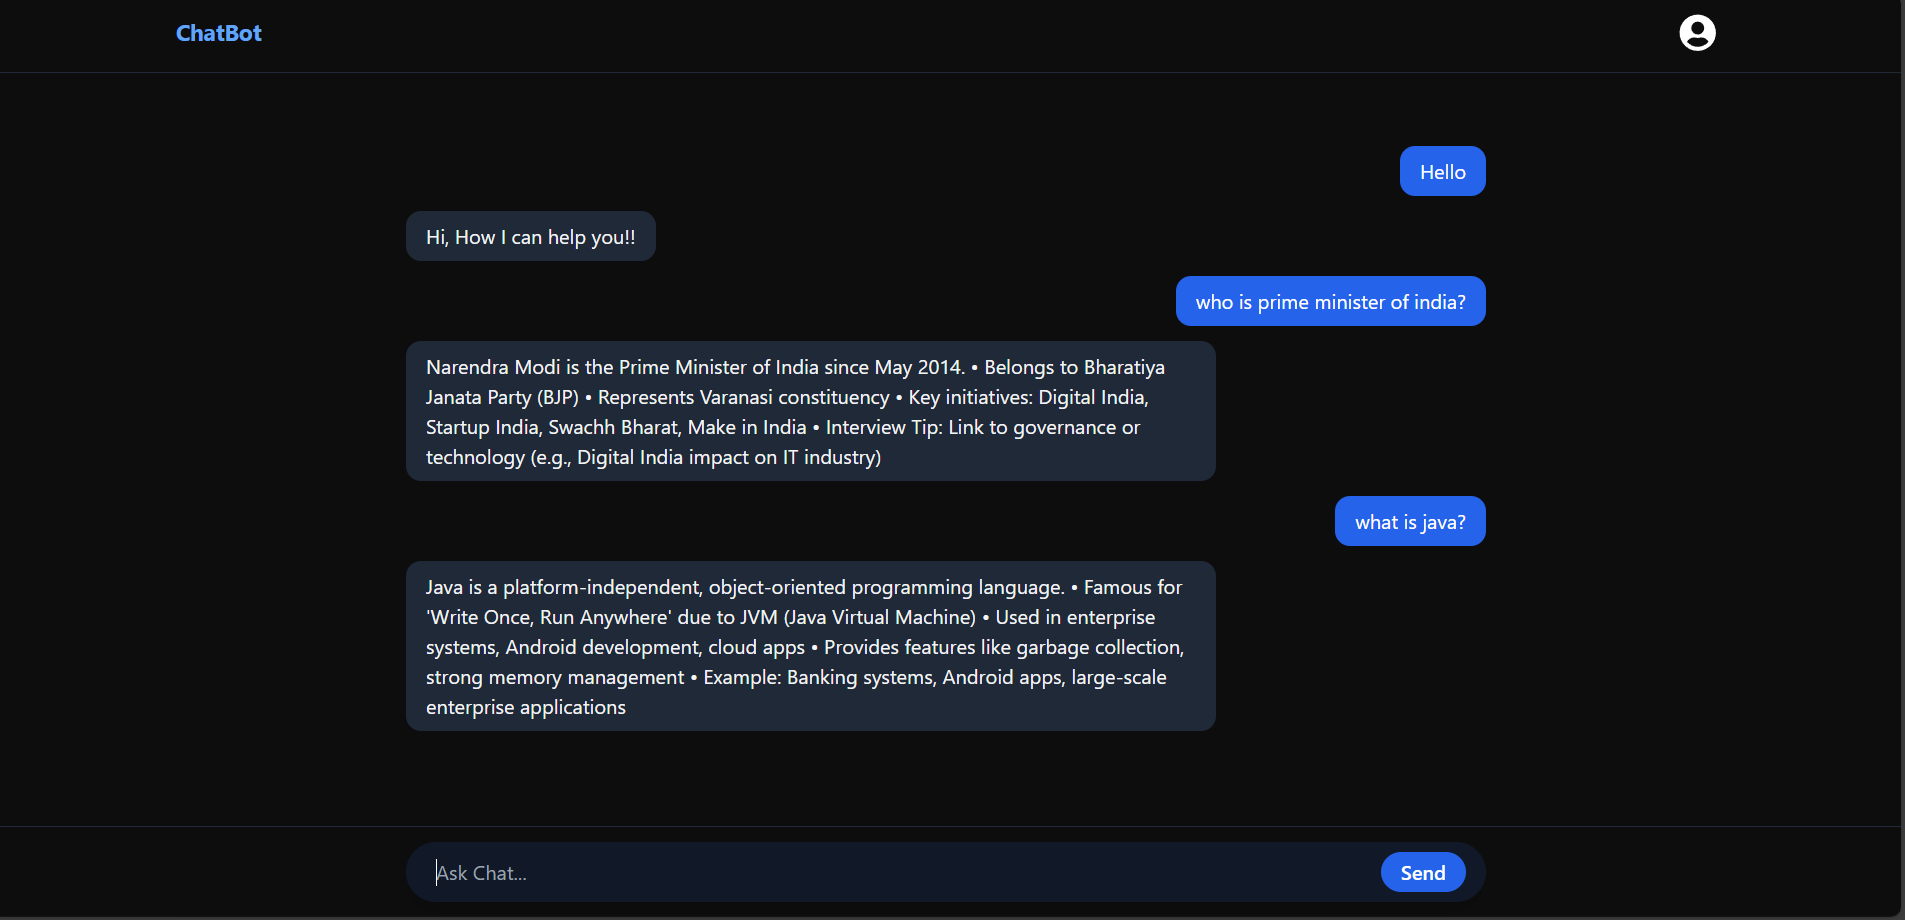 ChatBot
Hello
Hi, How I can help you!!
who is prime minister of india?
Narendra Modi is the Prime Minister of India since May 2014. • Belongs to Bharatiya
Janata Party (BJP) • Represents Varanasi constituency • Key initiatives: Digital India,
Startup India, Swachh Bharat, Make in India • Interview Tip: Link to governance or
technology (e.g., Digital India impact on IT industry)
what is java?
Java is a platform-independent, object-oriented programming language. • Famous for
'Write Once, Run Anywhere' due to JVM (Java Virtual Machine) • Used in enterprise
systems, Android development, cloud apps • Provides features like garbage collection,
strong memory management • Example: Banking systems, Android apps, large-scale
enterprise applications
Ask Chat...
Send